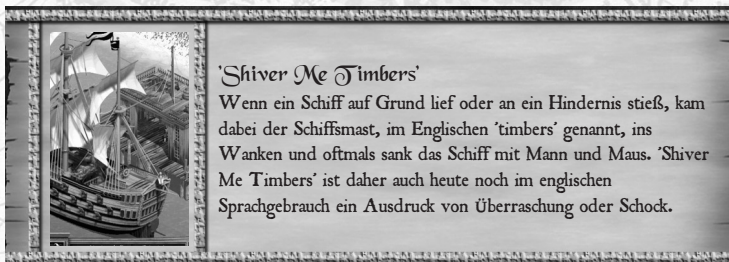 'Shiver Me Timbers'
Wenn ein Schiff auf Grund lief oder an ein Hindernis stieß, kam
dabei der Schiffsmast, im Englischen 'timbers' genannt, ins
Wanken und oftmals sank das Schiff mit Mann und Maus. 'Shiver
Me Timbers' ist daher auch heute noch im englischen
Sprachgebrauch ein Ausdruck von Überraschung oder Schock.